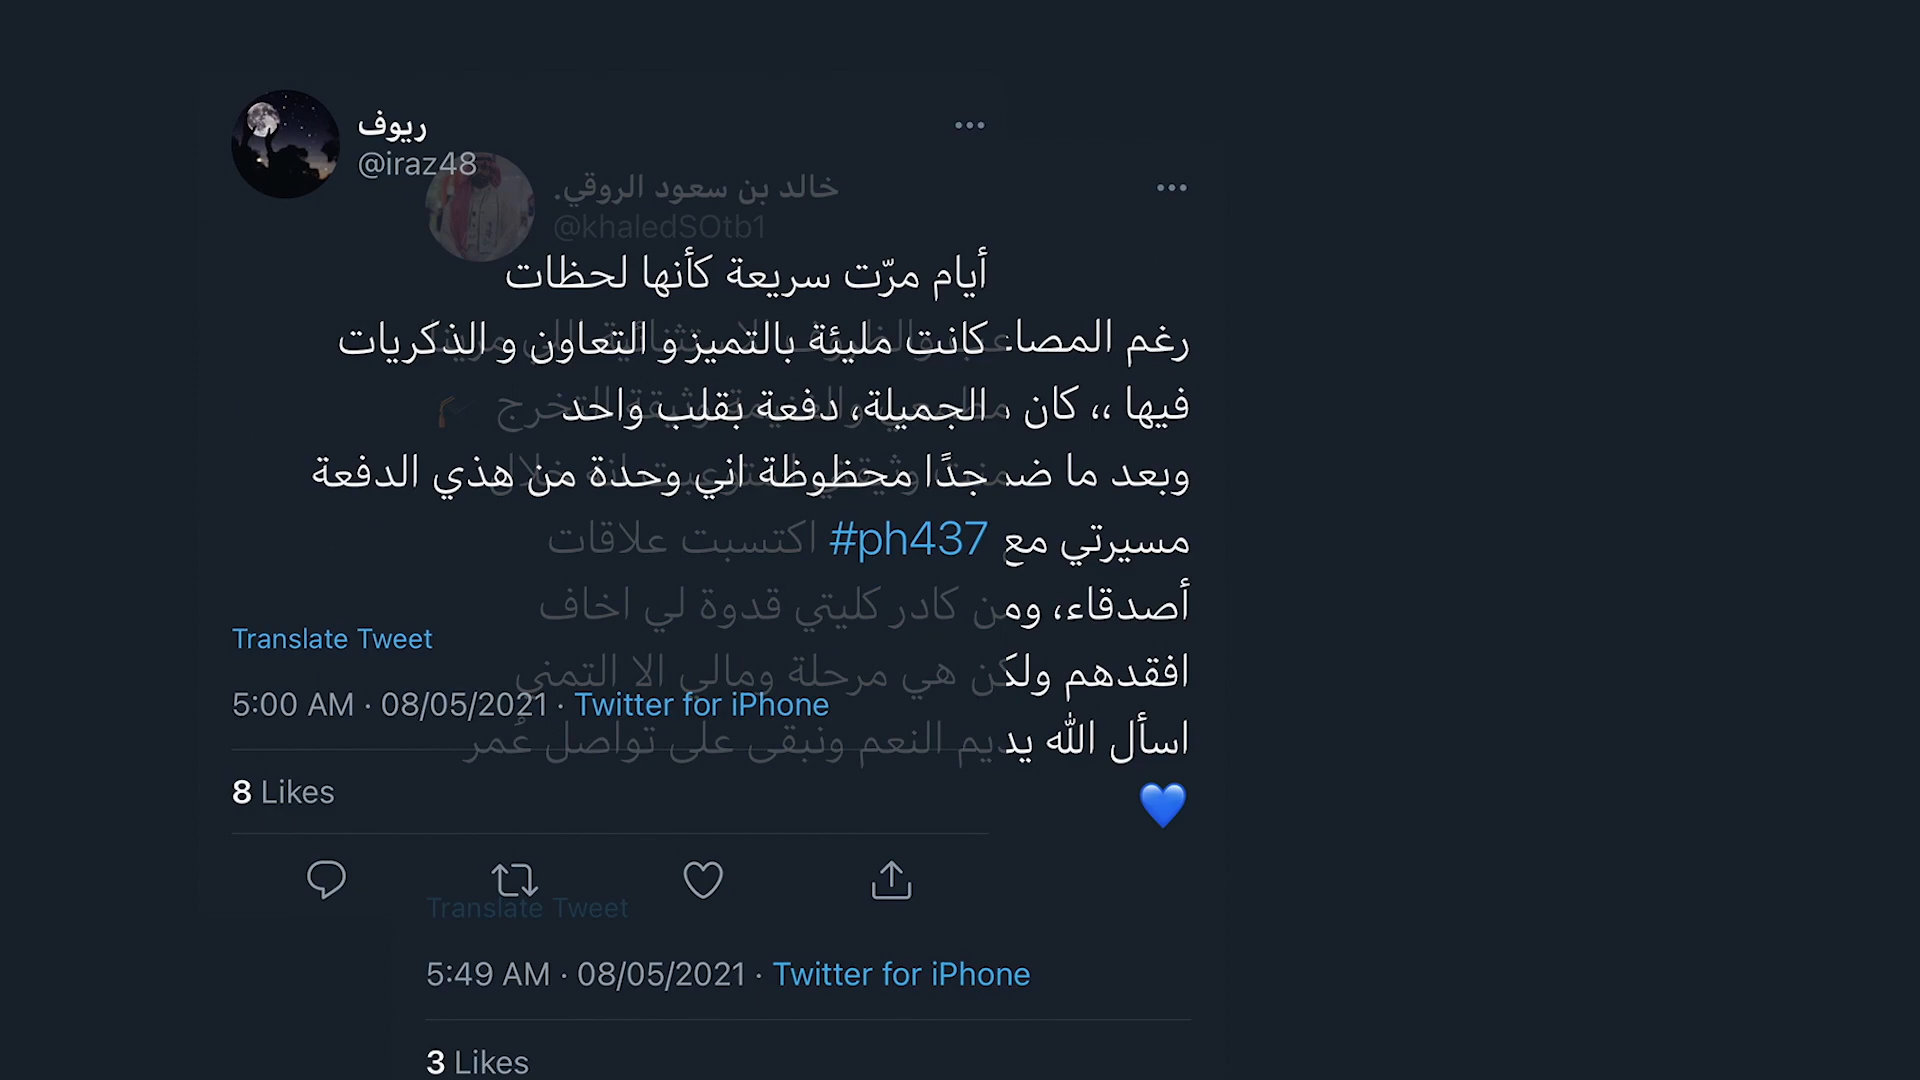 ريوف
@iraz48
أيام مرّت سريعة كأنها لحظات
كانت مليئة بالتميز و التعاون و الذكريات
الجميلة، دفعة بقلب واحد
جدًا محظوظة اني وحدة من هذي الدفعة
#ph437
Translate Tweet
5:00 AM · 08/05/2021 · Twitter for iPhone
8 Likes
خالد بن سعود الروقي.
@khaledSOtb1
رغم
فيها ،، كان
وبعد ما
مسيرتي مع اكتسبت علاقات
أصدقاء، ومن كادر كليتي قدوة لي اخاف
افقدهم ولكن هي مرحلة ومالي الا التمني
اسأل الله يديم النعم ونبقى على تواصل عُمر
💙
Translate Tweet
5:49 AM · 08/05/2021 · Twitter for iPhone
3 Likes